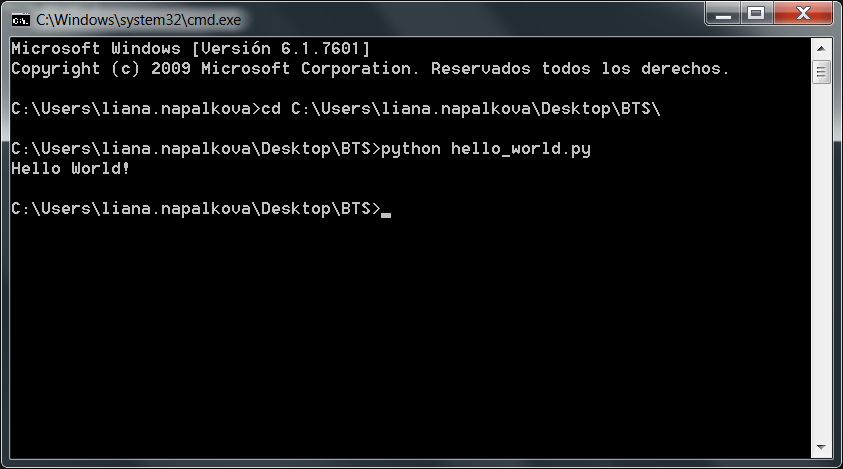 C:\Windows\system32\cmd.exe
Microsoft Windows [Versión 6.1.7601]
Copyright (c) 2009 Microsoft Corporation. Reservados todos los derechos.
C:\Users\liana.napalkova>cd C:\Users\liana.napalkova\Desktop\BTS\
C:\Users\liana.napalkova\Desktop\BTS>python hello_world.py
Hello World!
C:\Users\liana.napalkova\Desktop\BTS>_